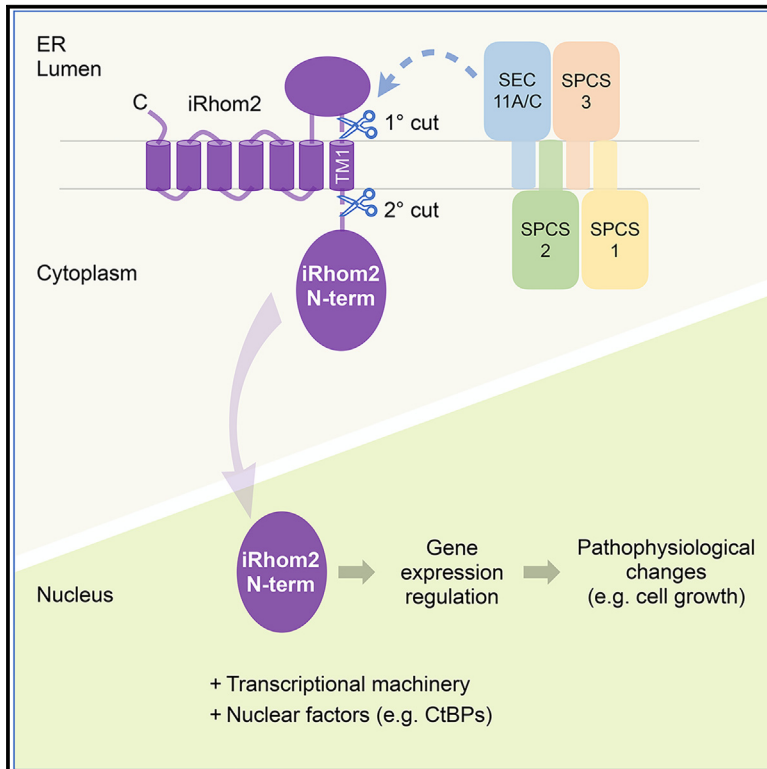 ER
Lumen
C
iRhom2
1° cut
TM1
2° cut
SEC
11A/C
SPCS
3
SPCS
2
SPCS
1
Cytoplasm
iRhom2
N-term
Nucleus
iRhom2
N-term
Gene
expression
regulation
Pathophysiological
changes
(e.g. cell growth)
+ Transcriptional machinery
+ Nuclear factors (e.g. CtBPs)